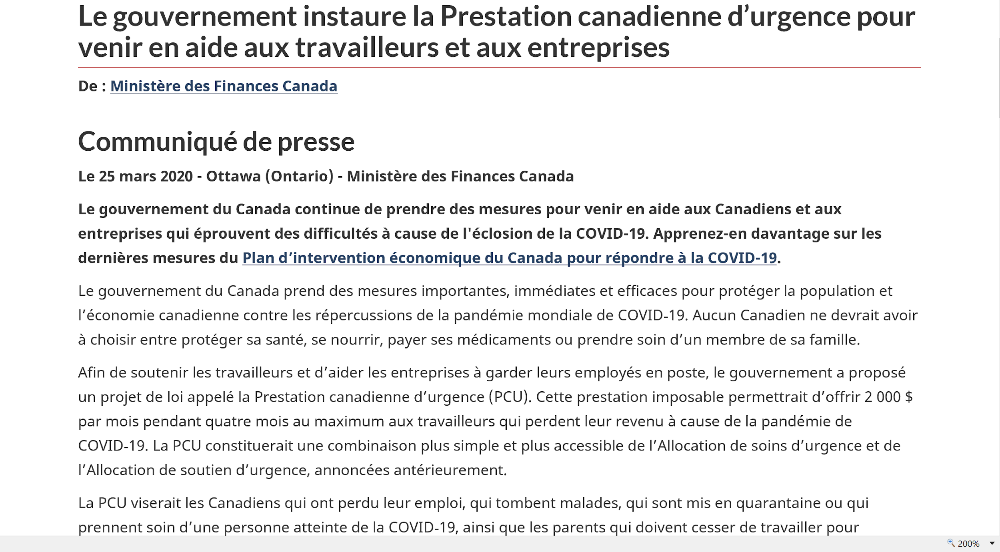 Le gouvernement instaure la Prestation canadienne d’urgence pour
venir en aide aux travailleurs et aux entreprises
De : Ministère des Finances Canada
Communiqué de presse
Le 25 mars 2020 - Ottawa (Ontario) - Ministère des Finances Canada
Le gouvernement du Canada continue de prendre des mesures pour venir en aide aux Canadiens et aux
entreprises qui éprouvent des difficultés à cause de l'éclosion de la COVID-19. Apprenez-en davantage sur les
dernières mesures du Plan d’intervention économique du Canada pour répondre à la COVID-19.
Le gouvernement du Canada prend des mesures importantes, immédiates et efficaces pour protéger la population et
l’économie canadienne contre les répercussions de la pandémie mondiale de COVID-19. Aucun Canadien ne devrait avoir
à choisir entre protéger sa santé, se nourrir, payer ses médicaments ou prendre soin d’un membre de sa famille.
Afin de soutenir les travailleurs et d’aider les entreprises à garder leurs employés en poste, le gouvernement a proposé
un projet de loi appelé la Prestation canadienne d’urgence (PCU). Cette prestation imposable permettrait d’offrir 2 000 $
par mois pendant quatre mois au maximum aux travailleurs qui perdent leur revenu à cause de la pandémie de
COVID-19. La PCU constituerait une combinaison plus simple et plus accessible de l’Allocation de soins d’urgence et de
l’Allocation de soutien d’urgence, annoncées antérieurement.
La PCU viserait les Canadiens qui ont perdu leur emploi, qui tombent malades, qui sont mis en quarantaine ou qui
prennent soin d’une personne atteinte de la COVID-19, ainsi que les parents qui doivent cesser de travailler pour
200%